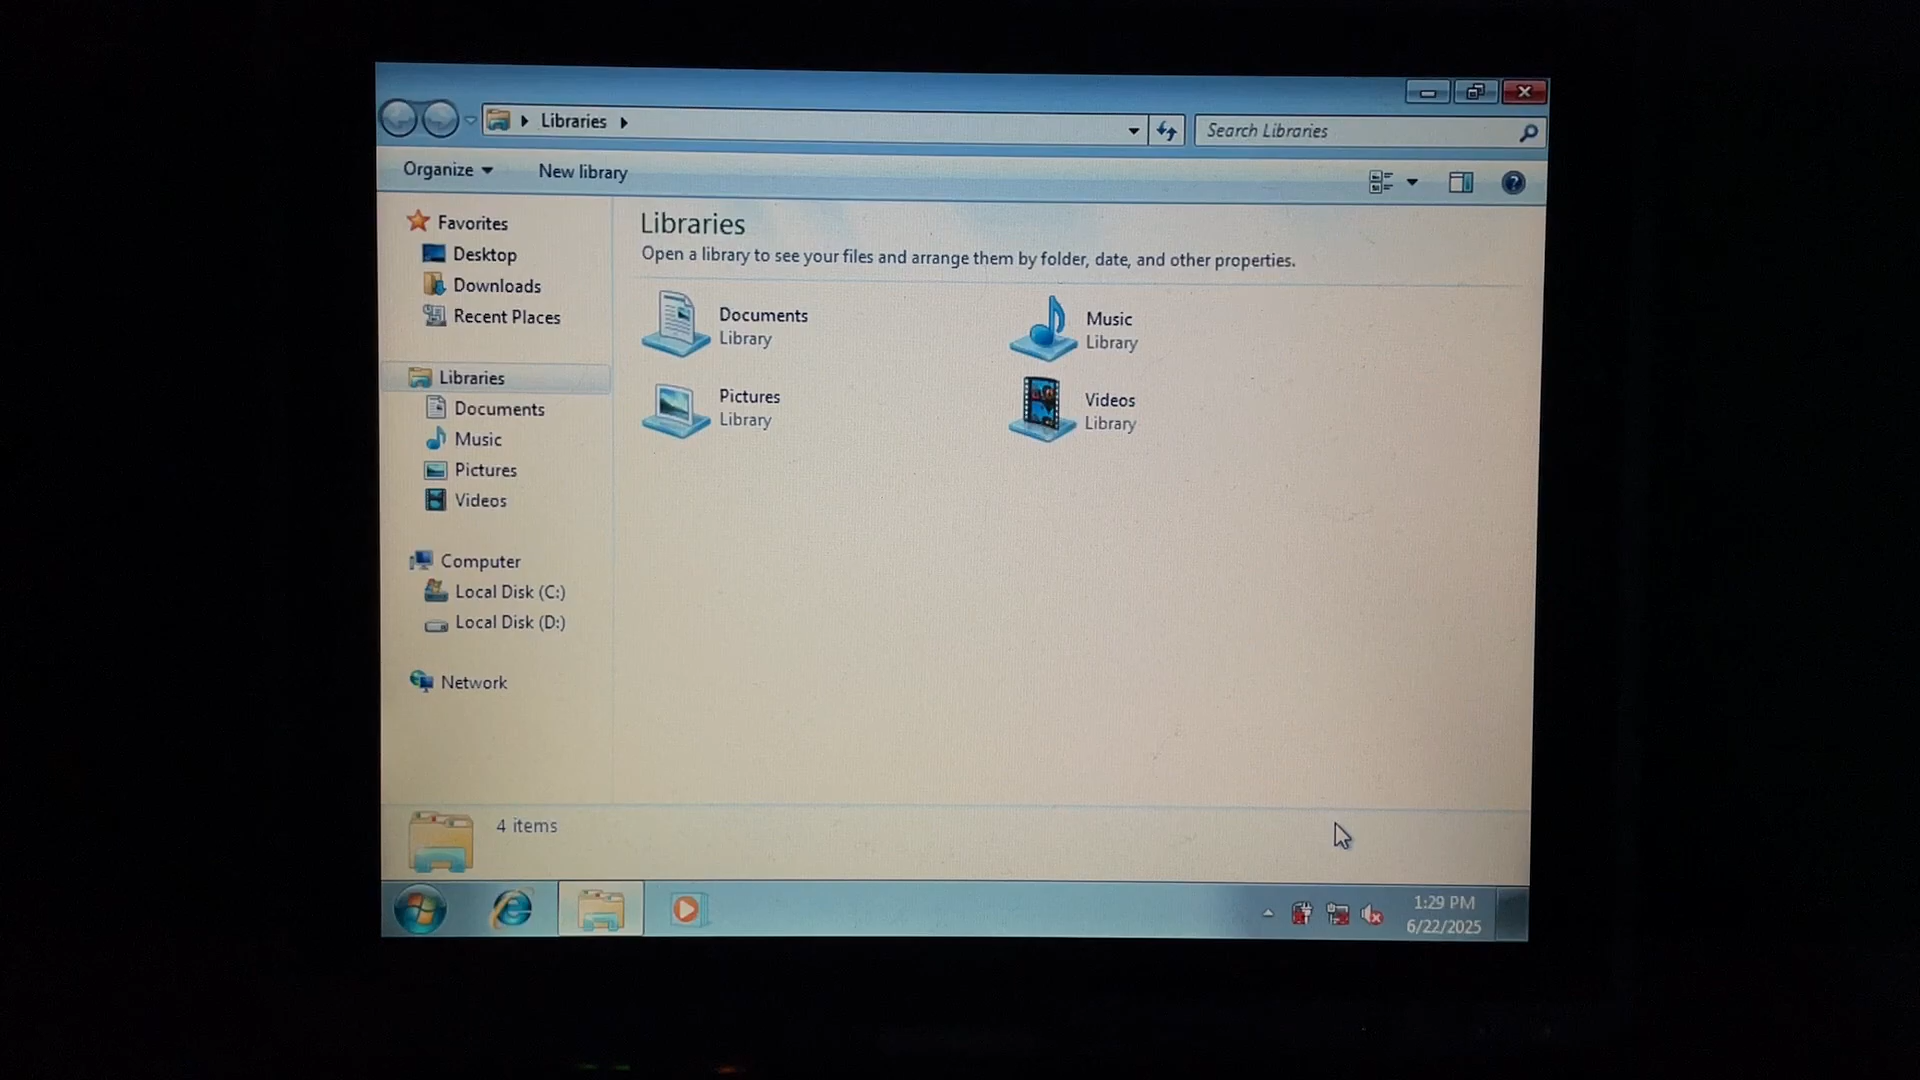 Libraries
Search Libraries
Organize
New library
Favorites
Desktop
Downloads
Recent Places
Libraries
Documents
Music
Pictures
Videos
Computer
Local Disk (C:)
Local Disk (D:)
Network
Libraries
Open a library to see your files and arrange them by folder, date, and other properties.
Documents
Library
Music
Library
Pictures
Library
Videos
Library
4 items
1:29 PM
6/22/2025